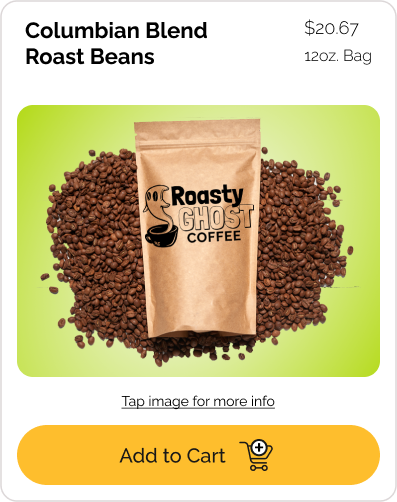 Columbian Blend
Roast Beans
$20.67
12oz. Bag
Roasty
GHOST
COFFEE
Tap image for more info
Add to Cart